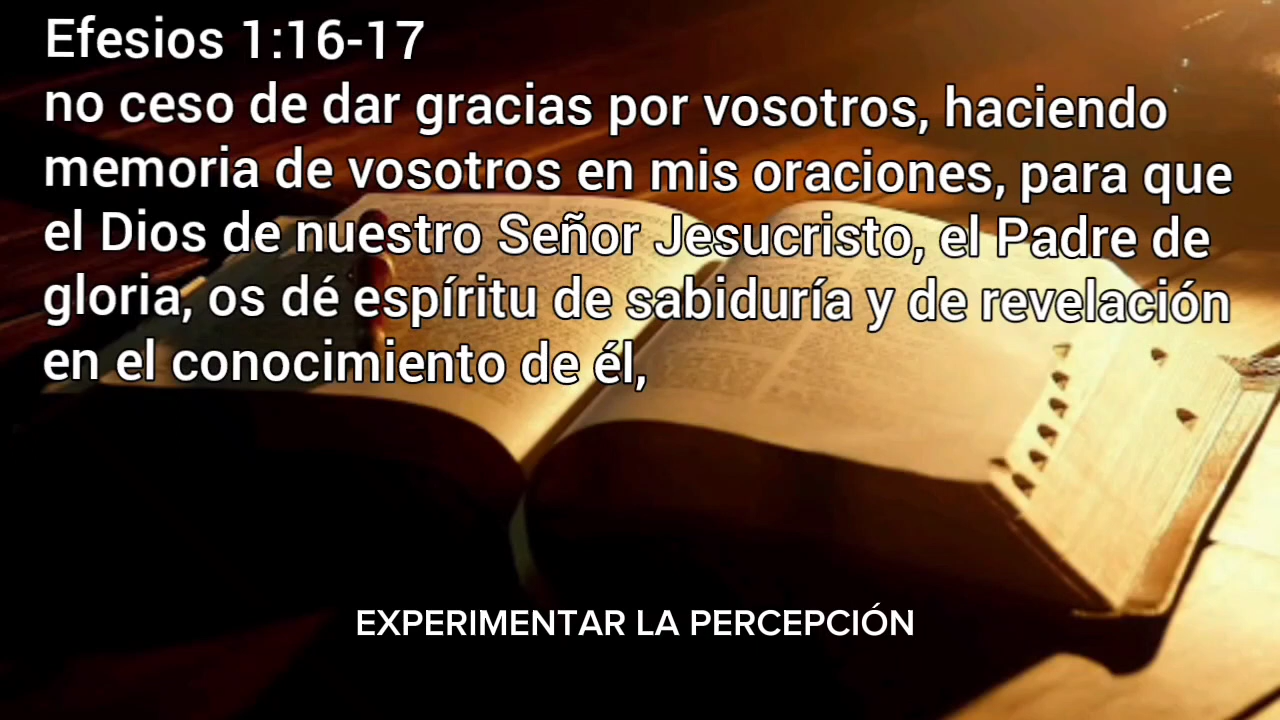 Efesios 1:16-17
no ceso de dar gracias por vosotros, haciendo
memoria de vosotros en mis oraciones, para que
el Dios de nuestro Señor Jesucristo, el Padre de
gloria, os dé espíritu de sabiduría y de revelación
en el conocimiento de él,
EXPERIMENTAR LA PERCEPCIÓN